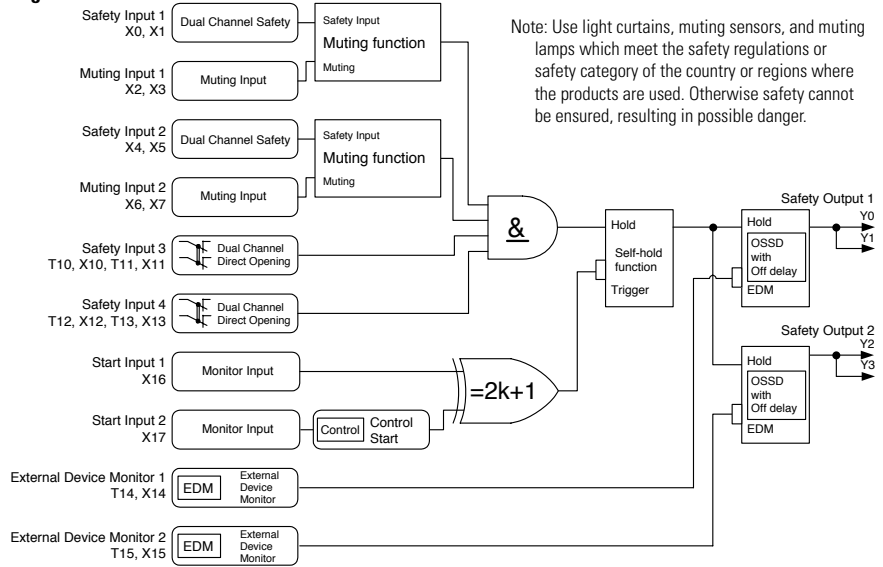 Safety Input 1
X0, X1
Dual Channel Safety
Safety Input
Muting function
Muting
Muting Input 1
X2, X3
Muting Input
Note: Use light curtains, muting sensors, and muting
lamps which meet the safety regulations or
safety category of the country or regions where
the products are used. Otherwise safety cannot
be ensured, resulting in possible danger.
Safety Input 2
X4, X5
Dual Channel Safety
Safety Input
Muting function
Muting
Muting Input 2
X6, X7
Muting Input
&
Safety Input 3
T10, X10, T11, X11
Dual Channel
Direct Opening
Safety Input 4
T12, X12, T13, X13
Dual Channel
Direct Opening
Hold
Self-hold
function
Trigger
Safety Output 1
Y0
Y1
Hold
OSSD
with
Off delay
EDM
Safety Output 2
Y2
Y3
Hold
OSSD
with
Off delay
EDM
Start Input 1
X16
Monitor Input
=2k+1
Start Input 2
X17
Monitor Input
Control
Control
Start
External Device Monitor 1
T14, X14
EDM
External
Device
Monitor
External Device Monitor 2
T15, X15
EDM
External
Device
Monitor